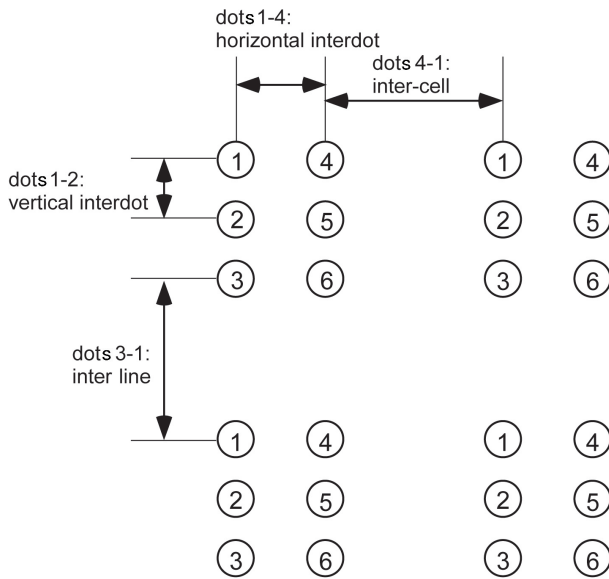 dots 1-4:
horizontal interdot
dots 4-1:
inter-cell
1 4 1 4
dots 1-2:
vertical interdot
2 5 2 5
3 6 3 6
dots 3-1:
inter line
1 4 1 4
2 5 2 5
3 6 3 6